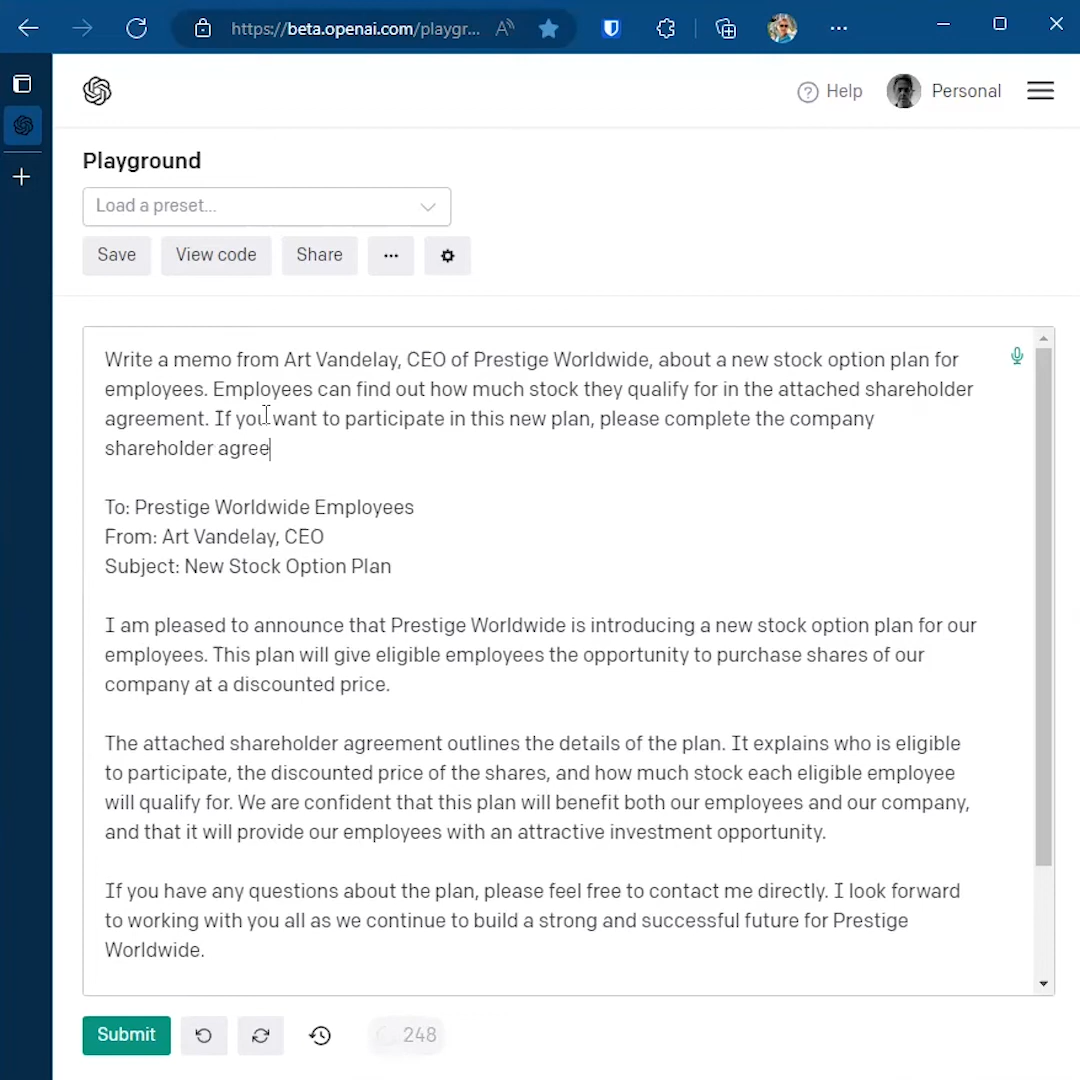 https://beta.openai.com/playgr...
Help
Personal
Playground
Load a preset...
Save
View code
Share
Write a memo from Art Vandelay, CEO of Prestige Worldwide, about a new stock option plan for
employees. Employees can find out how much stock they qualify for in the attached shareholder
agreement. If you want to participate in this new plan, please complete the company
shareholder agree
To: Prestige Worldwide Employees
From: Art Vandelay, CEO
Subject: New Stock Option Plan
I am pleased to announce that Prestige Worldwide is introducing a new stock option plan for our
employees. This plan will give eligible employees the opportunity to purchase shares of our
company at a discounted price.
The attached shareholder agreement outlines the details of the plan. It explains who is eligible
to participate, the discounted price of the shares, and how much stock each eligible employee
will qualify for. We are confident that this plan will benefit both our employees and our company,
and that it will provide our employees with an attractive investment opportunity.
If you have any questions about the plan, please feel free to contact me directly. I look forward
to working with you all as we continue to build a strong and successful future for Prestige
Worldwide.
Submit
248